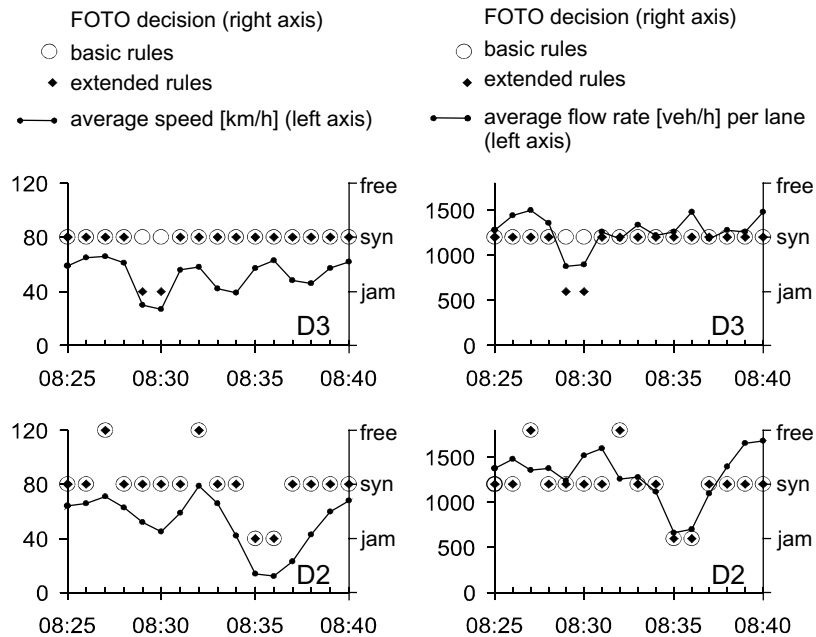 FOTO decision (right axis)
basic rules
extended rules
average speed [km/h] (left axis)
FOTO decision (right axis)
basic rules
extended rules
average flow rate [veh/h] per lane
(left axis)
120
80
40
0
free
syn
jam
D3
08:25 08:30 08:35 08:40
1500
1000
500
0
free
syn
jam
D3
08:25 08:30 08:35 08:40
120
80
40
0
free
syn
jam
D2
08:25 08:30 08:35 08:40
1500
1000
500
0
free
syn
jam
D2
08:25 08:30 08:35 08:40